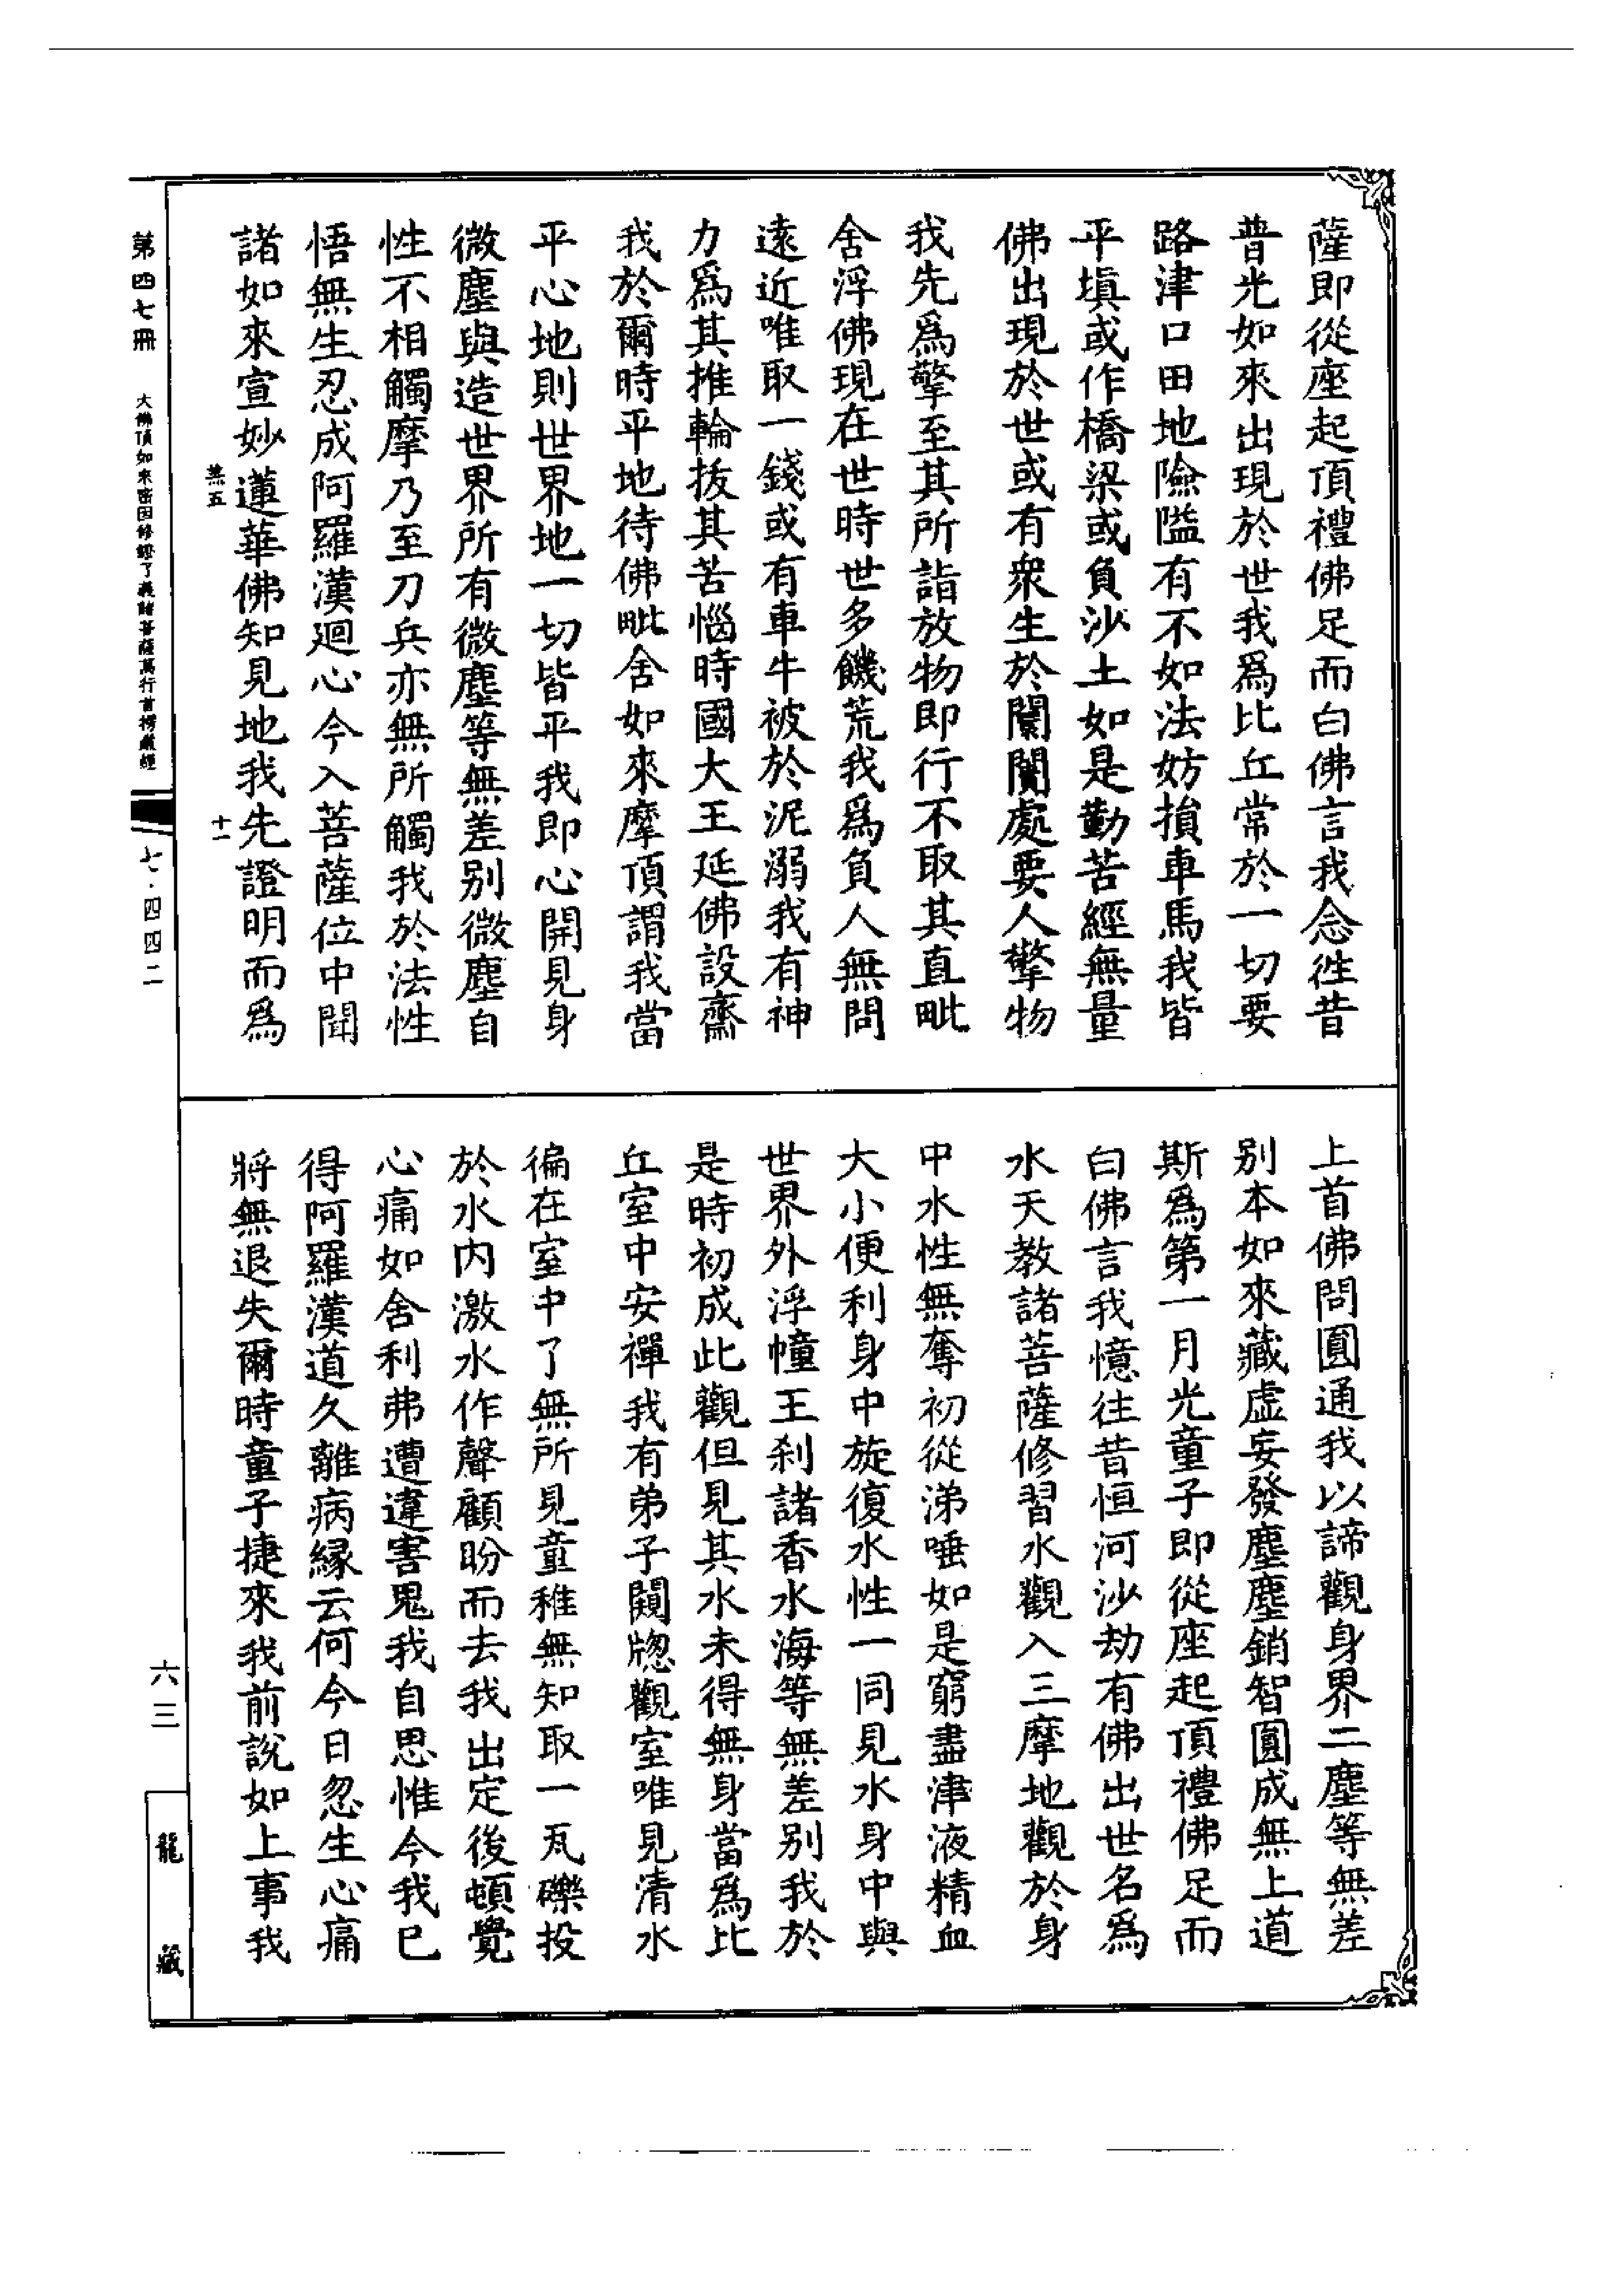 薩即從座起頂禮佛足而白佛言我念徃昔
普光如來出現於世我爲比丘常於一切要
路津口田地險隘有不如法妨損車馬我皆
平塡或作橋梁或負沙土如是勤苦經無量
佛出現於世或有衆生於闤闠處要人擎物
我先爲擎至其所詣放物即行不取其直毗
舍浮佛現在世時世多饑荒我爲負人無問
遠近唯取一錢或有車牛被於泥溺我有神
力爲其推輪拔其苦惱時國大王延佛設齋
我於爾時平地待佛毗舍如來摩頂謂我當
平心地則世界地一切皆平我即心開見身
微塵與造世界所有微塵等無差别微塵自
性不相觸摩乃至刀兵亦無所觸我於法性
悟無生忍成阿羅漢廻心今入菩薩位中聞
諸如來宣妙蓮華佛知見地我先證明而爲
上首佛問圓通我以諦觀身界二塵等無差
别本如來藏虛妄發塵塵銷智圓成無上道
斯爲第一月光童子即從座起頂禮佛足而
白佛言我憶往昔恒河沙劫有佛出世名爲
水天教諸菩薩修習水觀入三摩地觀於身
中水性無奪初從涕唾如是窮盡津液精血
大小便利身中旋復水性一同見水身中與
世界外浮幢王刹諸香水海等無差别我於
是時初成此觀但見其水未得無身當爲比
丘室中安禪我有弟子闚牎觀室唯見清水
徧在室中了無所見童稚無知取一瓦礫投
於水内激水作聲顧盼而去我出定後頓覺
心痛如舍利弗遭違害鬼我自思惟今我已
得阿羅漢道久離病緣云何今日忽生心痛
將無退失爾時童子捷來我前說如上事我
第四七冊
大佛頂如來密因修證了義諸菩薩萬行首楞嚴經
七·四四二
六三
龍藏
五
十一